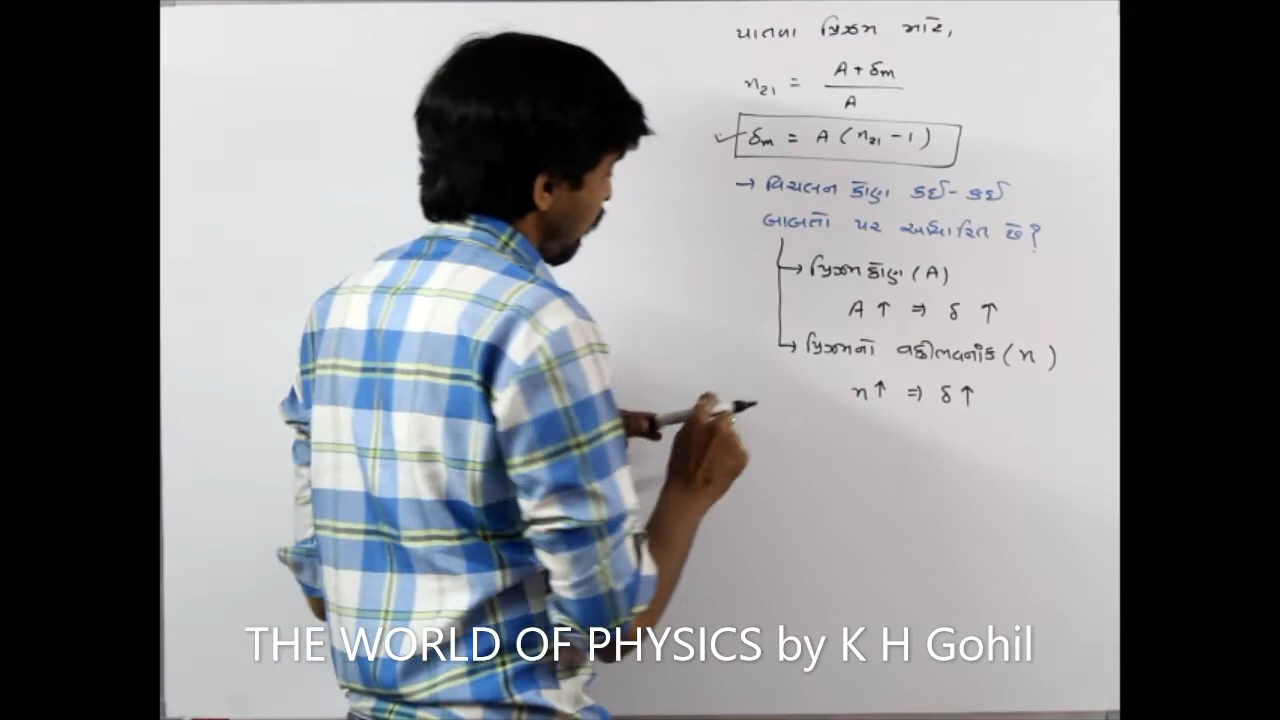 પાતળા પ્રિઝમ માટે,
n₂₁ = (A + δm) / A
✓ δm = A (n₂₁ - 1)
→ વિચલન કોણ કઈ - કઈ
બાબતો પર આધારિત છે?
→ પ્રિઝમકોણ (A)
A ↑ ⇒ δ ↑
→ પ્રિઝમનો વક્રીભવનાંક (n)
n ↑ ⇒ δ ↑
THE WORLD OF PHYSICS by K H Gohil